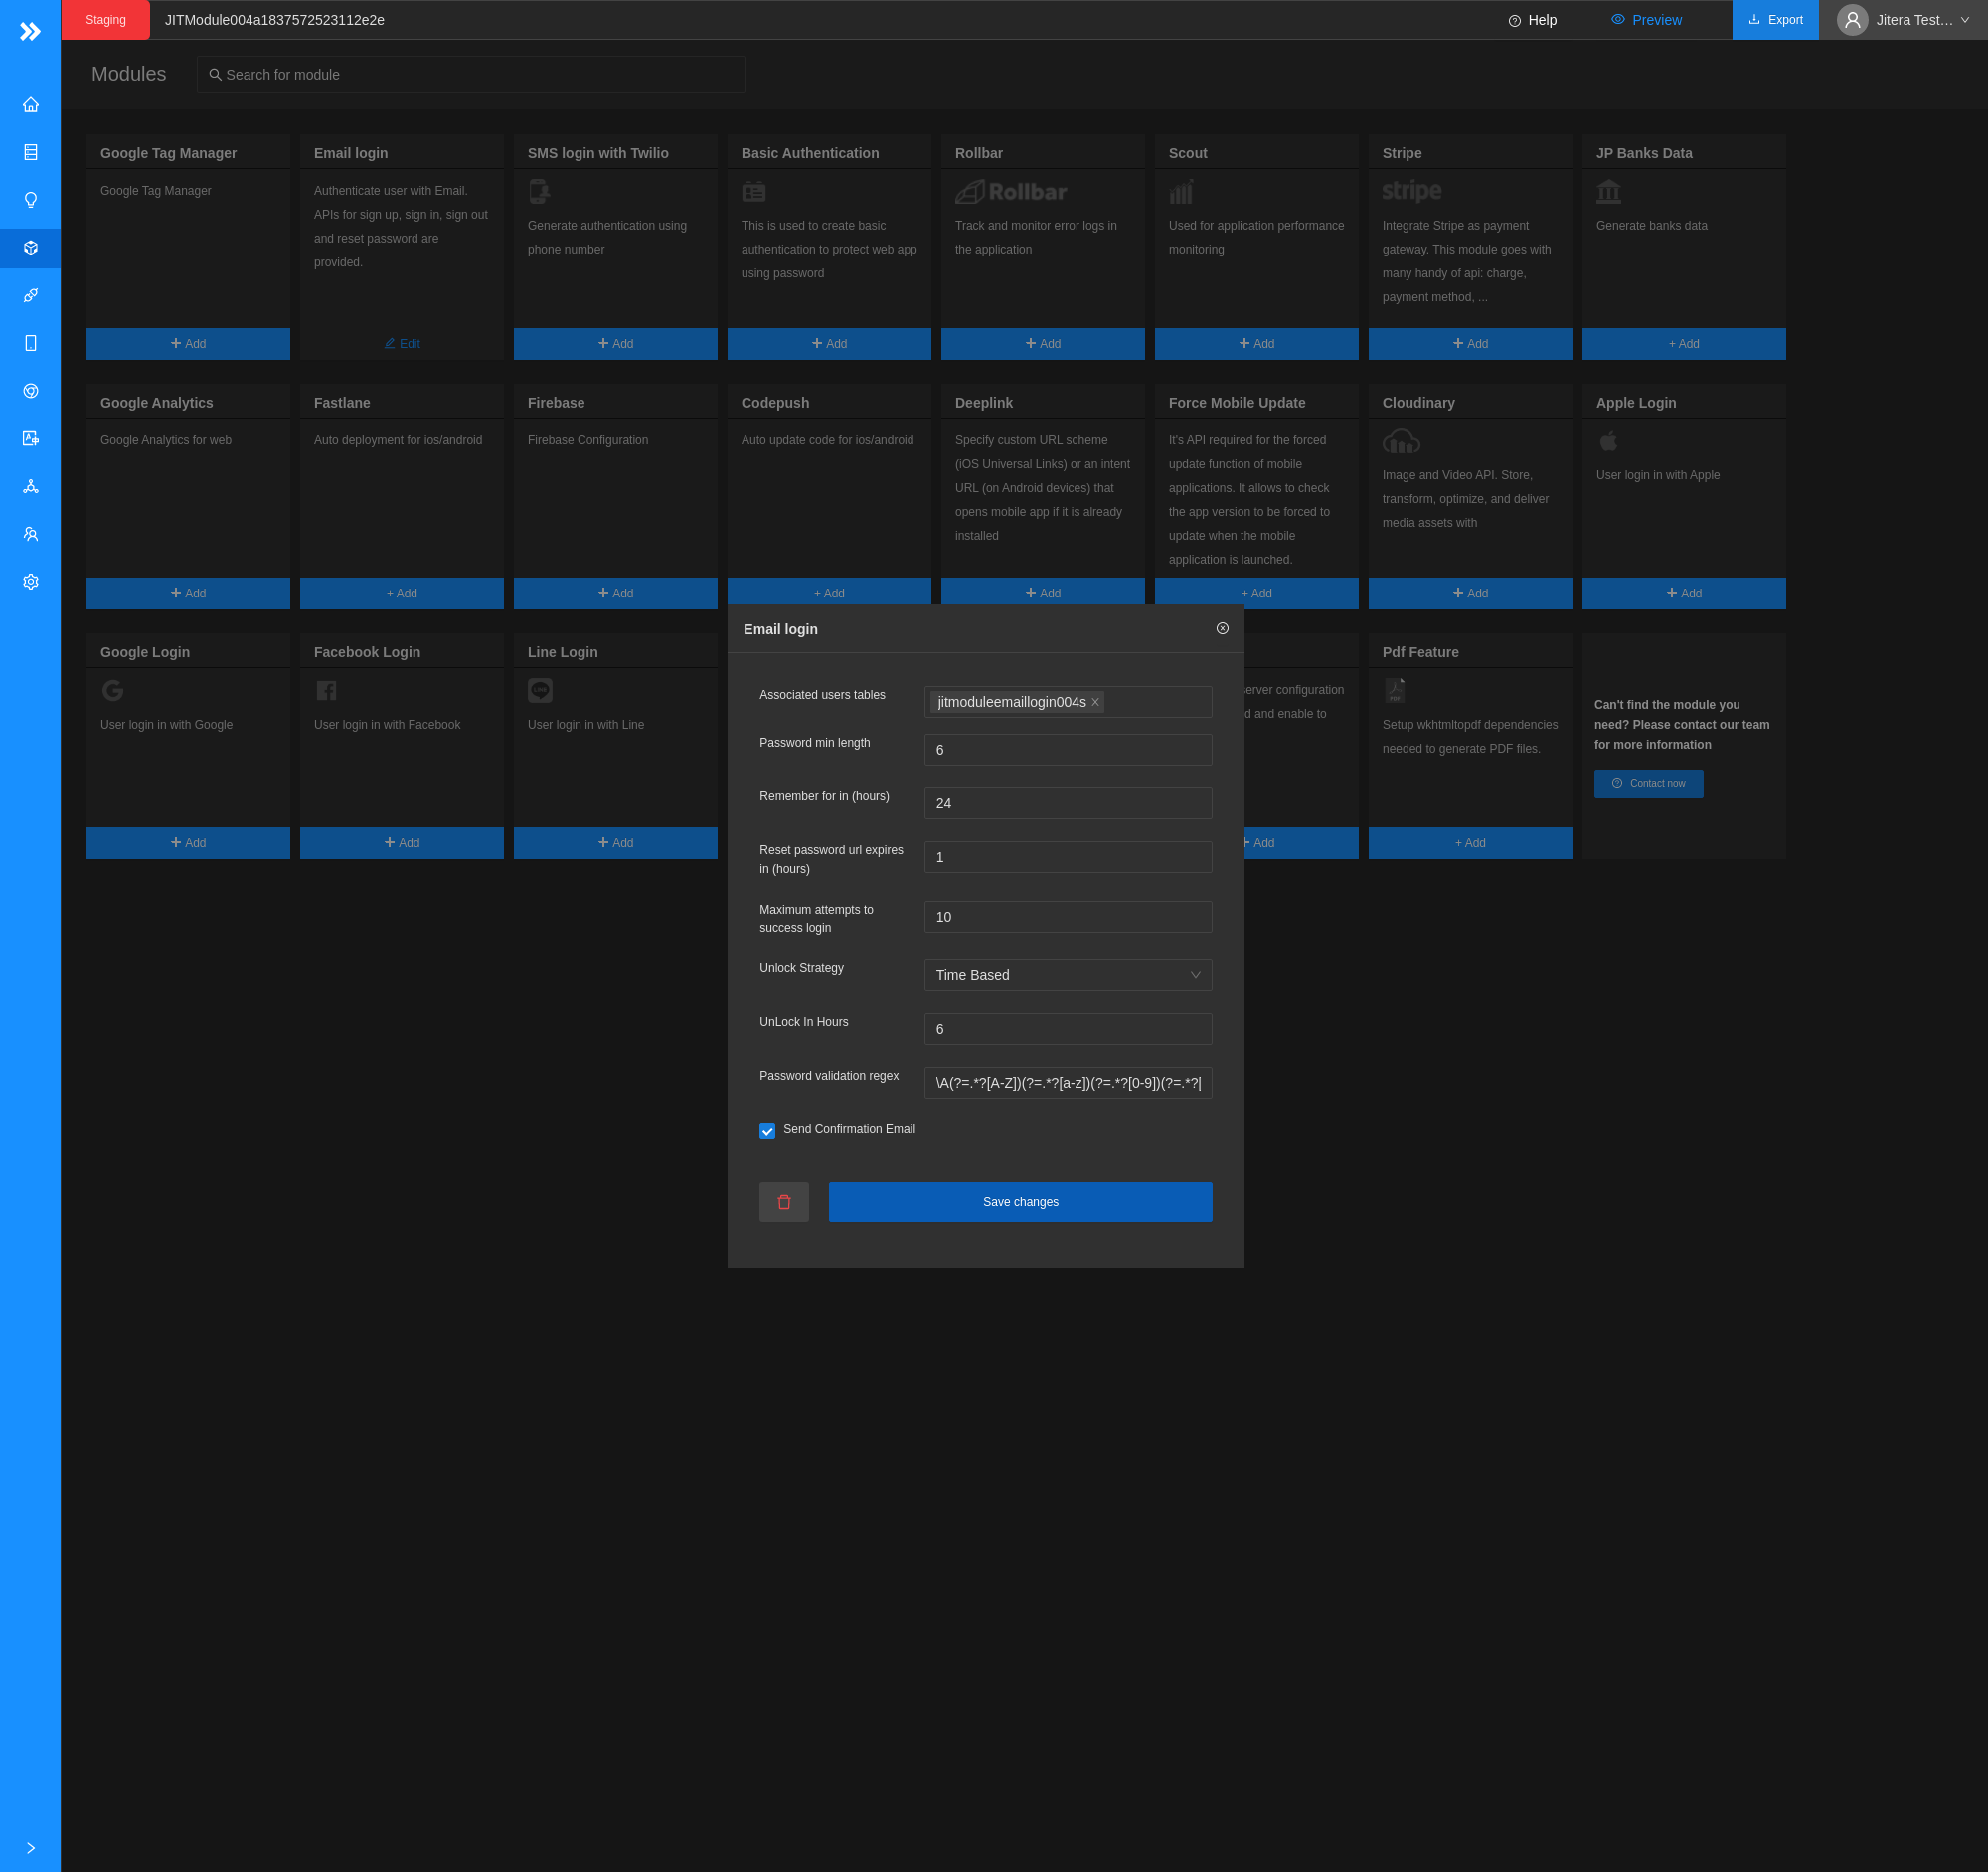 Staging
JITModule004a1837572523112e2e
Help
Preview
Export
Jitera Test…
Modules
Search for module
Google Tag Manager
Google Tag Manager
Add
Email login
Authenticate user with Email.
APIs for sign up, sign in, sign out
and reset password are
provided.
Edit
SMS login with Twilio
Generate authentication using
phone number
Add
Basic Authentication
This is used to create basic
authentication to protect web app
using password
Add
Rollbar
Rollbar
Track and monitor error logs in
the application
Add
Scout
Used for application performance
monitoring
Add
Stripe
stripe
Integrate Stripe as payment
gateway. This module goes with
many handy of api: charge,
payment method, ...
Add
JP Banks Data
Generate banks data
+ Add
Google Analytics
Google Analytics for web
Add
Fastlane
Auto deployment for ios/android
+ Add
Firebase
Firebase Configuration
Add
Codepush
Auto update code for ios/android
+ Add
Deeplink
Specify custom URL scheme
(iOS Universal Links) or an intent
URL (on Android devices) that
opens mobile app if it is already
installed
Add
Force Mobile Update
It's API required for the forced
update function of mobile
applications. It allows to check
the app version to be forced to
update when the mobile
application is launched.
+ Add
Cloudinary
Image and Video API. Store,
transform, optimize, and deliver
media assets with
Add
Apple Login
User login in with Apple
Add
Google Login
User login in with Google
Add
Facebook Login
User login in with Facebook
Add
Line Login
LINE
User login in with Line
Add
server configuration
d and enable to
Add
Pdf Feature
PDF
Setup wkhtmltopdf dependencies
needed to generate PDF files.
+ Add
Can't find the module you
need? Please contact our team
for more information
Contact now
Email login
Associated users tables
jitmoduleemaillogin004s
Password min length
6
Remember for in (hours)
24
Reset password url expires
in (hours)
1
Maximum attempts to
success login
10
Unlock Strategy
Time Based
UnLock In Hours
6
Password validation regex
\A(?=.*?[A-Z])(?=.*?[a-z])(?=.*?[0-9])(?=.*?[
Send Confirmation Email
Save changes